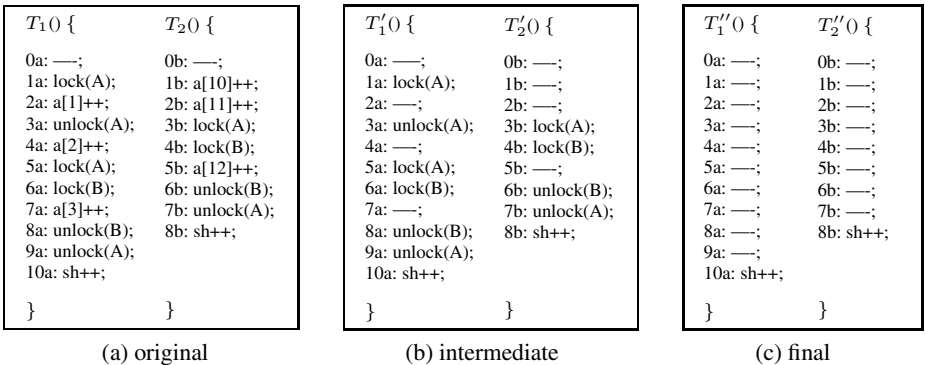 T₁() {
0a: —-;
1a: lock(A);
2a: a[1]++;
3a: unlock(A);
4a: a[2]++;
5a: lock(A);
6a: lock(B);
7a: a[3]++;
8a: unlock(B);
9a: unlock(A);
10a: sh++;
}
T₂() {
0b: —-;
1b: a[10]++;
2b: a[11]++;
3b: lock(A);
4b: lock(B);
5b: a[12]++;
6b: unlock(B);
7b: unlock(A);
8b: sh++;
}
(a) original
T₁′() {
0a: —-;
1a: lock(A);
2a: —-;
3a: unlock(A);
4a: —-;
5a: lock(A);
6a: lock(B);
7a: —-;
8a: unlock(B);
9a: unlock(A);
10a: sh++;
}
T₂′() {
0b: —-;
1b: —-;
2b: —-;
3b: lock(A);
4b: lock(B);
5b: —-;
6b: unlock(B);
7b: unlock(A);
8b: sh++;
}
(b) intermediate
T₁′′() {
0a: —-;
1a: —-;
2a: —-;
3a: —-;
4a: —-;
5a: —-;
6a: —-;
7a: —-;
8a: —-;
9a: —-;
10a: sh++;
}
T₂′′() {
0b: —-;
1b: —-;
2b: —-;
3b: —-;
4b: —-;
5b: —-;
6b: —-;
7b: —-;
8b: sh++;
}
(c) final